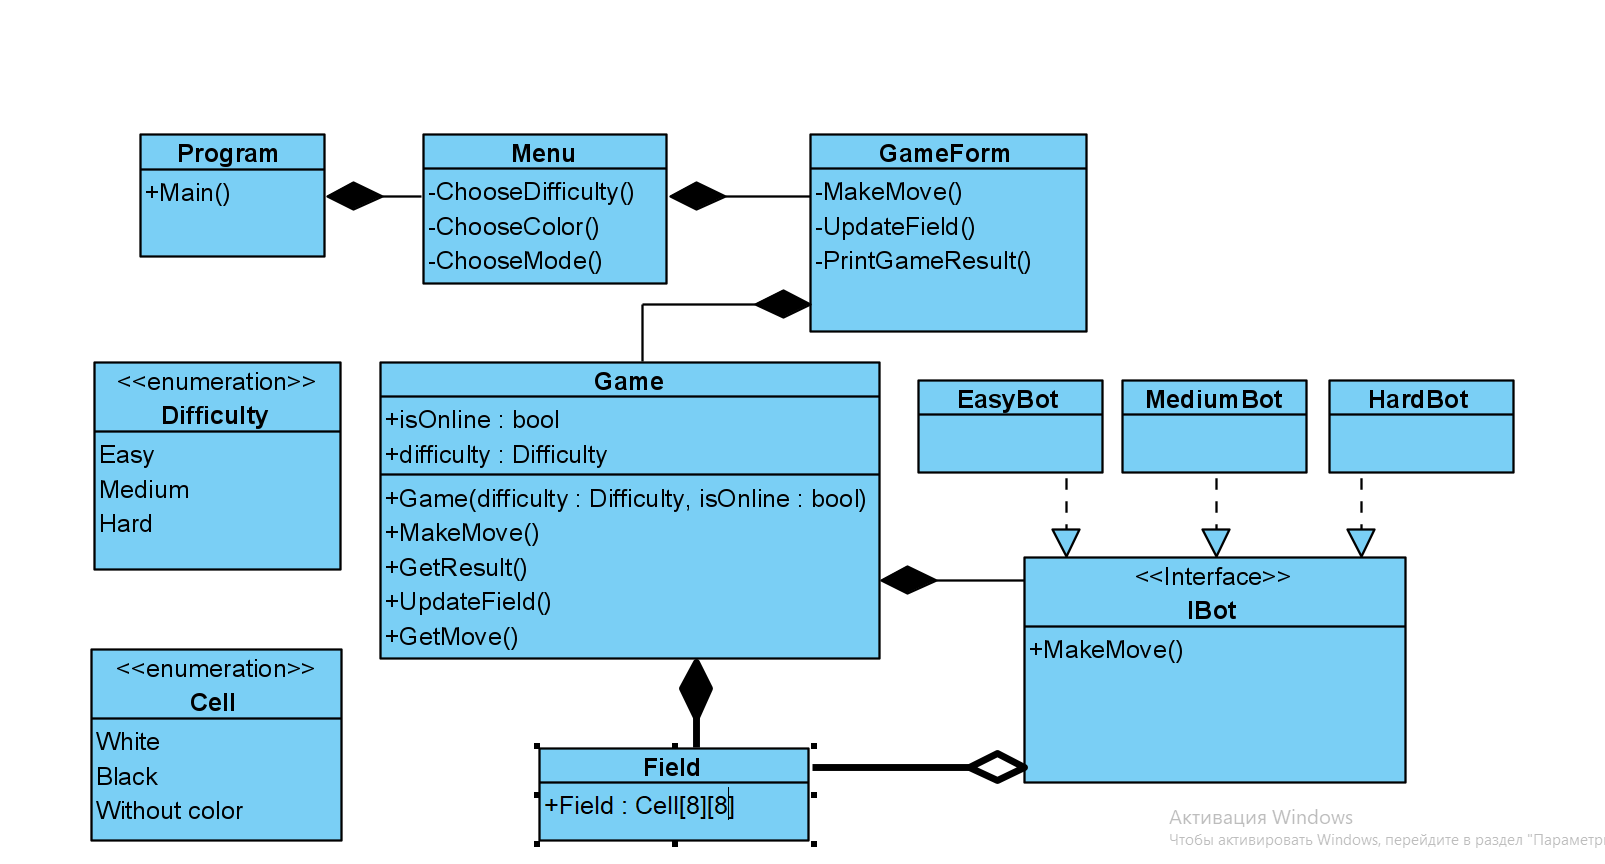 Program
+Main()
Menu
-ChooseDifficulty()
-ChooseColor()
-ChooseMode()
GameForm
-MakeMove()
-UpdateField()
-PrintGameResult()
<<enumeration>>
Difficulty
Easy
Medium
Hard
Game
+isOnline : bool
+difficulty : Difficulty
+Game(difficulty : Difficulty, isOnline : bool)
+MakeMove()
+GetResult()
+UpdateField()
+GetMove()
EasyBot
MediumBot
HardBot
<<Interface>>
IBot
+MakeMove()
<<enumeration>>
Cell
White
Black
Without color
Field
+Field : Cell[8][8]
Активация Windows
Чтобы активировать Windows, перейдите в раздел "Параметры